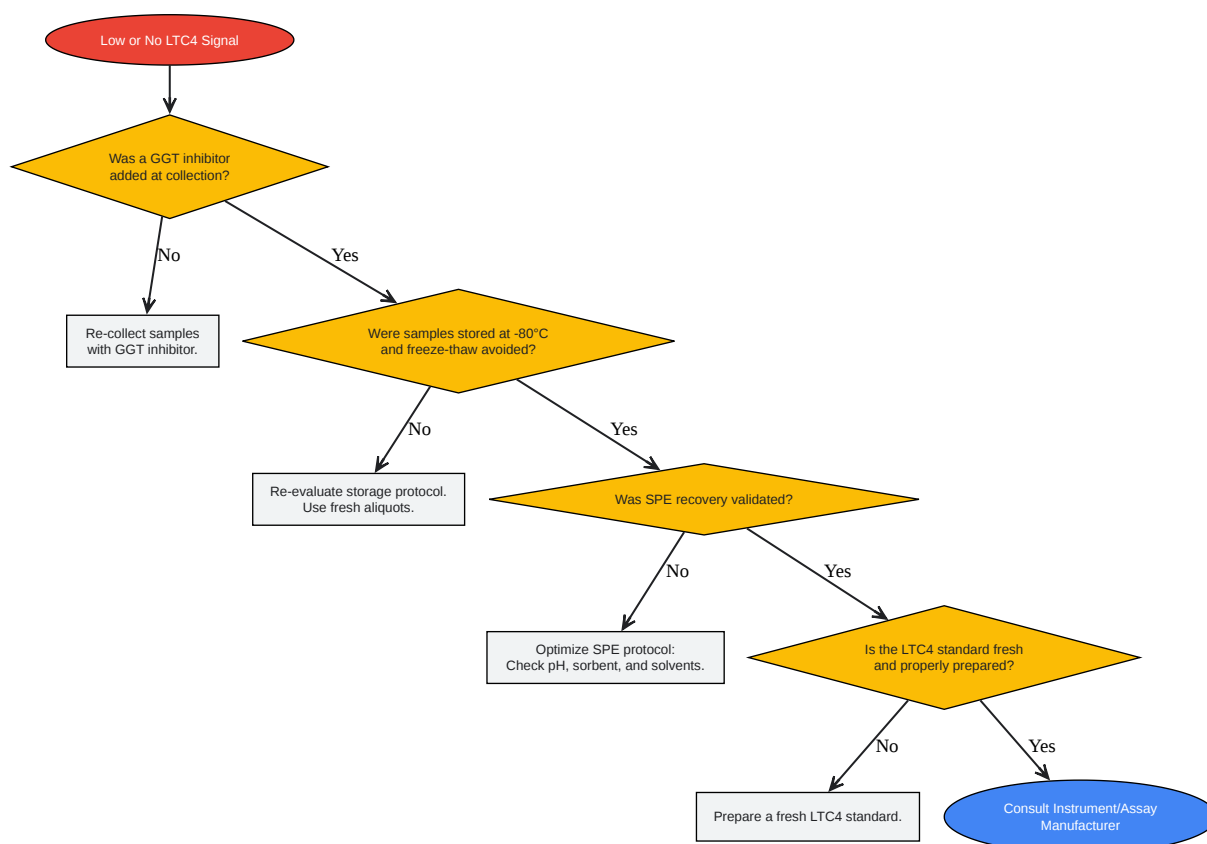 Low or No LTC4 Signal
Was a GGT inhibitor
added at collection?
No
Yes
Re-collect samples
with GGT inhibitor.
Were samples stored at -80°C
and freeze-thaw avoided?
No
Yes
Re-evaluate storage protocol.
Use fresh aliquots.
Was SPE recovery validated?
No
Yes
Optimize SPE protocol:
Check pH, sorbent, and solvents.
Is the LTC4 standard fresh
and properly prepared?
No
Yes
Prepare a fresh LTC4 standard.
Consult Instrument/Assay
Manufacturer